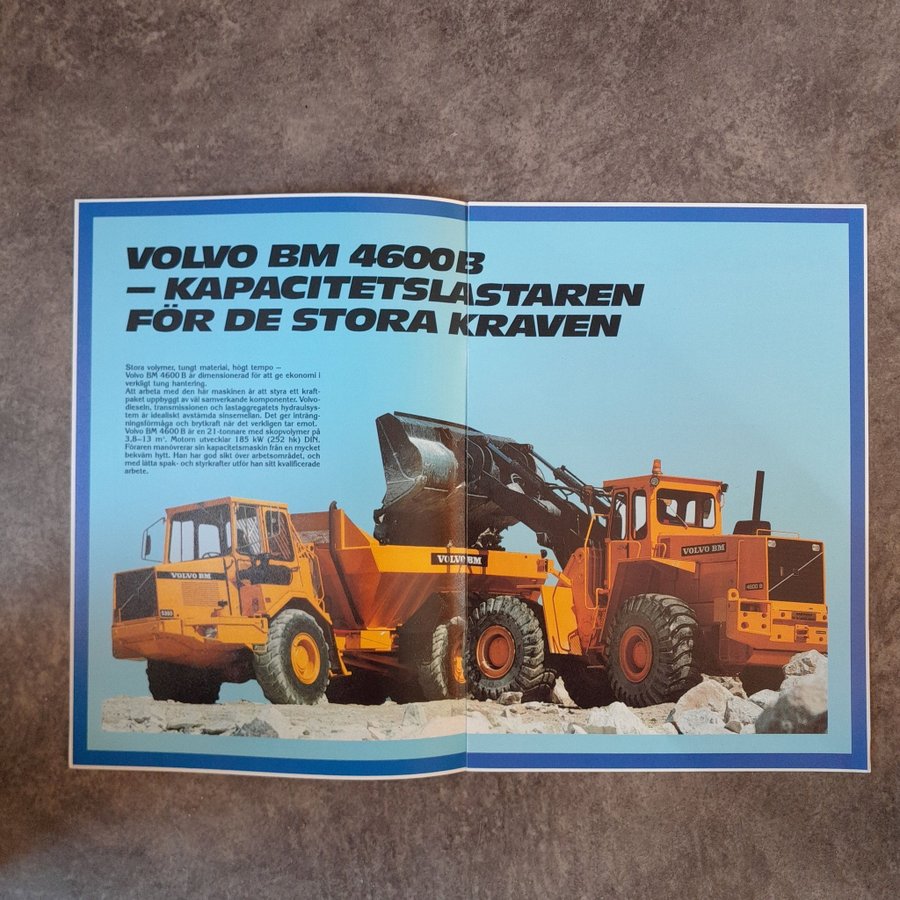 VOLVO BM 4600B
– KAPACITETSLASTAREN
FÖR DE STORA KRAVEN
Stora volymer, tungt material, högt tempo –
Volvo BM 4600 B är dimensionerad för att ge ekonomi i
verkligt tung hantering.
Att arbeta med den här maskinen är att styra ett kraft-
paket uppbyggt av väl samverkande komponenter. Volvo-
dieseln, transmissionen och lastaggregatets hydraulsys-
tem är idealiskt avstämda sinsemellan. Det ger inträng-
ningsförmåga och brytkraft när det verkligen tar emot.
Volvo BM 4600 B är en 21-tonnare med skopvolymer på
3,8–13 m³. Motorn utvecklar 185 kW (252 hk) DIN.
Föraren manövrerar sin kapacitetsmaskin från en mycket
bekväm hytt. Han har god sikt över arbetsområdet, och
med lätta spak- och styrkrafter utför han sitt kvalificerade
arbete.
VOLVO BM
VOLVO BM
VOLVO BM
4600 B
5350